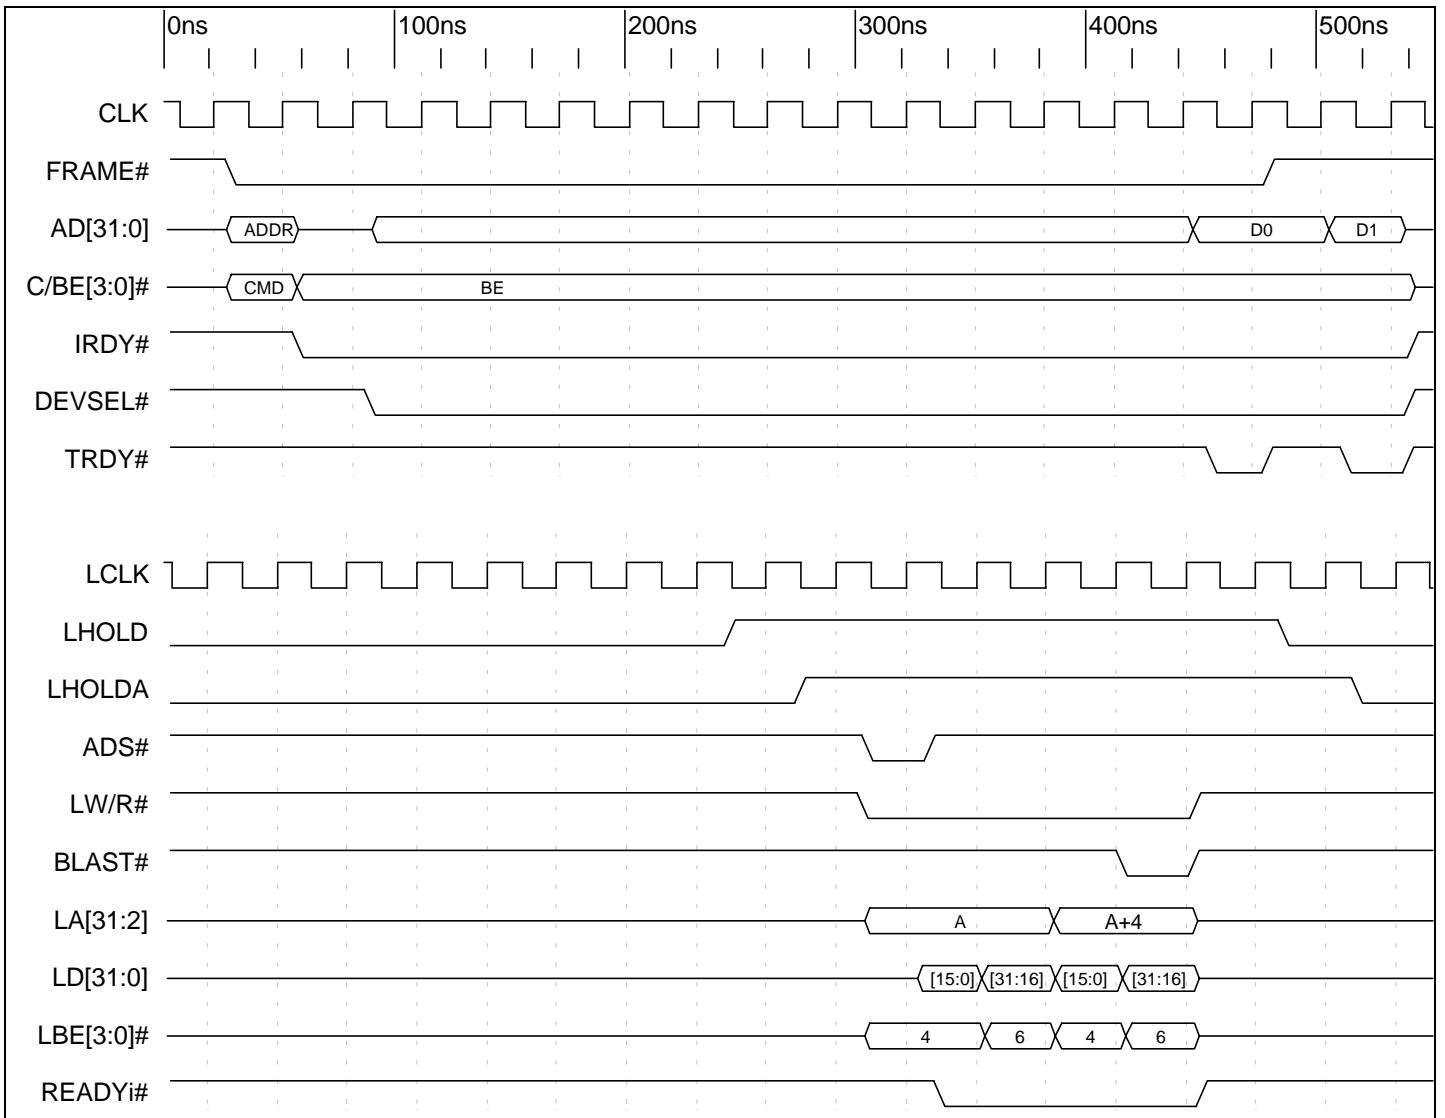 0ns 100ns 200ns 300ns 400ns 500ns
CLK
FRAME#
AD[31:0] ADDR D0 D1
C/BE[3:0]# CMD BE
IRDY#
DEVSEL#
TRDY#
LCLK
LHOLD
LHOLDA
ADS#
LW/R#
BLAST#
LA[31:2] A A+4
LD[31:0] [15:0] [31:16] [15:0] [31:16]
LBE[3:0]# 4 6 4 6
READYi#